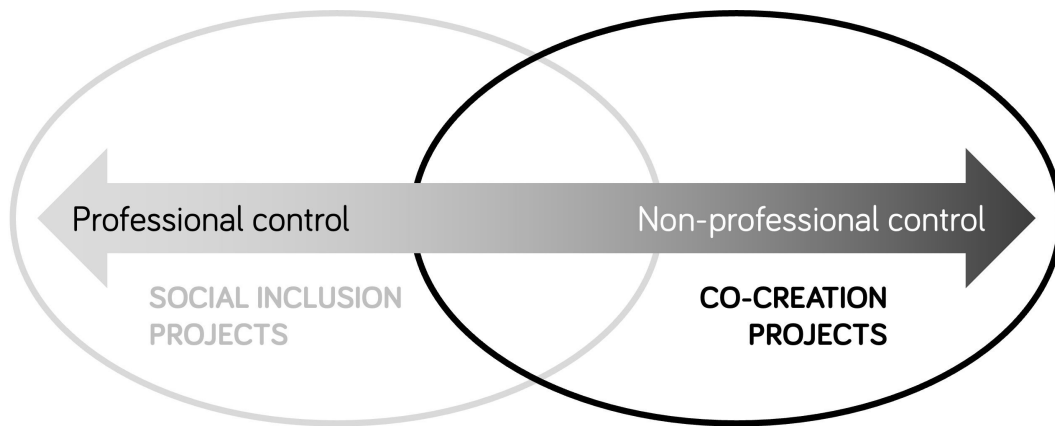 Professional control
Non-professional control
SOCIAL INCLUSION
PROJECTS
CO-CREATION
PROJECTS